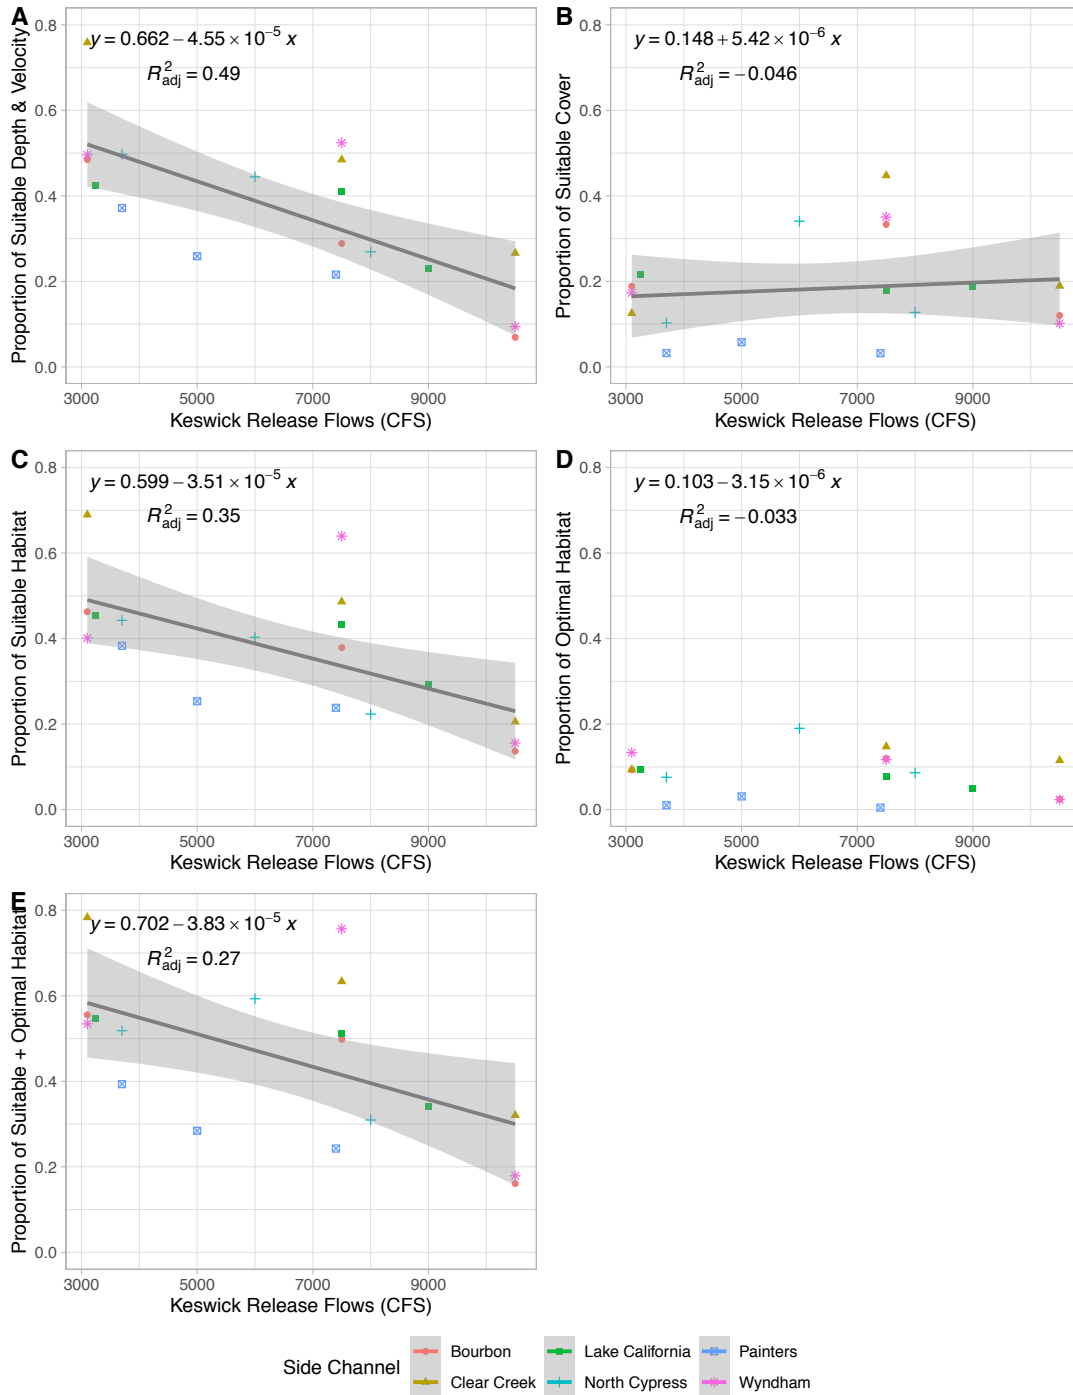 A
y = 0.662 − 4.55 × 10⁻⁵ x
R²adj = 0.49
Proportion of Suitable Depth & Velocity
0.8
0.6
0.4
0.2
0.0
3000 5000 7000 9000
Keswick Release Flows (CFS)
B
y = 0.148 + 5.42 × 10⁻⁶ x
R²adj = −0.046
Proportion of Suitable Cover
0.8
0.6
0.4
0.2
0.0
3000 5000 7000 9000
Keswick Release Flows (CFS)
C
y = 0.599 − 3.51 × 10⁻⁵ x
R²adj = 0.35
Proportion of Suitable Habitat
0.8
0.6
0.4
0.2
0.0
3000 5000 7000 9000
Keswick Release Flows (CFS)
D
y = 0.103 − 3.15 × 10⁻⁶ x
R²adj = −0.033
Proportion of Optimal Habitat
0.8
0.6
0.4
0.2
0.0
3000 5000 7000 9000
Keswick Release Flows (CFS)
E
y = 0.702 − 3.83 × 10⁻⁵ x
R²adj = 0.27
Proportion of Suitable + Optimal Habitat
0.8
0.6
0.4
0.2
0.0
3000 5000 7000 9000
Keswick Release Flows (CFS)
Side Channel
Bourbon Lake California Painters
Clear Creek North Cypress Wyndham